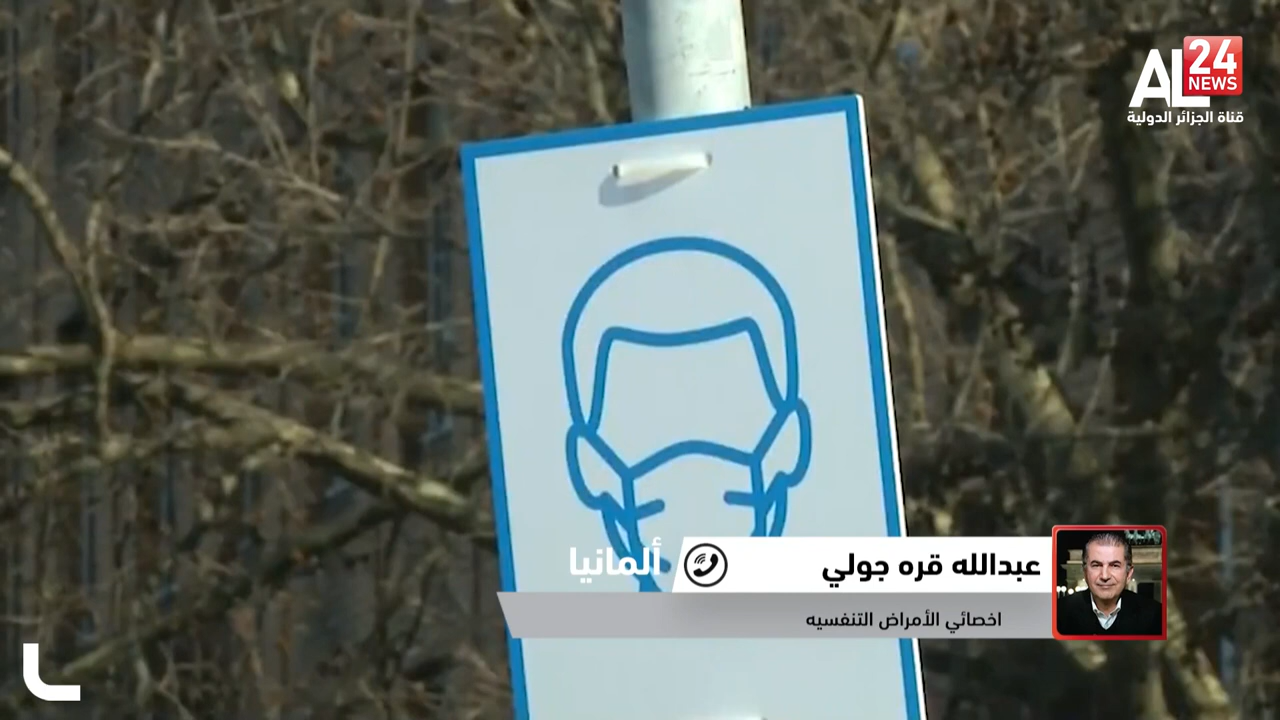 AL
24
NEWS
قناة الجزائر الدولية
عبدالله قره جولي
ألمانيا
اخصائي الأمراض التنفسيه